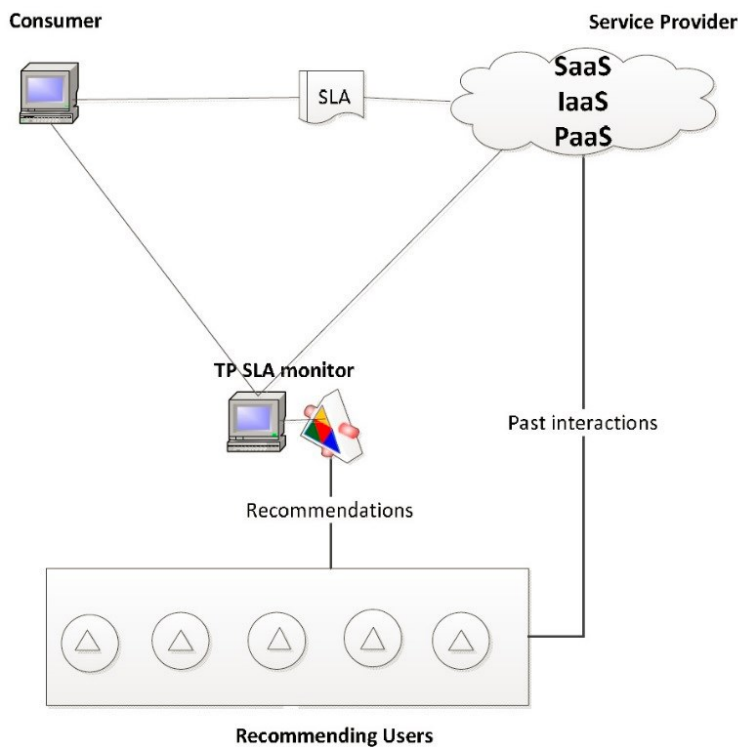 Consumer
Service Provider
SLA
SaaS
IaaS
PaaS
TP SLA monitor
Past interactions
Recommendations
Recommending Users